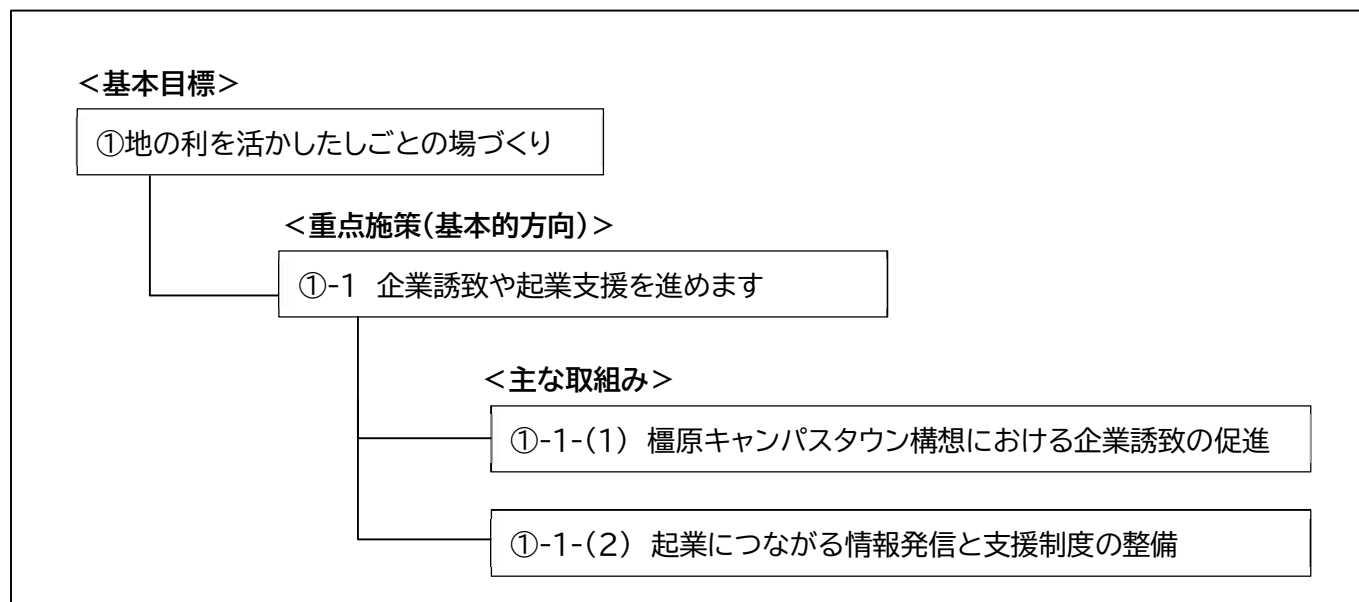 <基本目標>
①地の利を活かしたしごとの場づくり
<重点施策(基本的方向)>
①-1 企業誘致や起業支援を進めます
<主な取組み>
①-1-(1) 橿原キャンパスタウン構想における企業誘致の促進
①-1-(2) 起業につながる情報発信と支援制度の整備